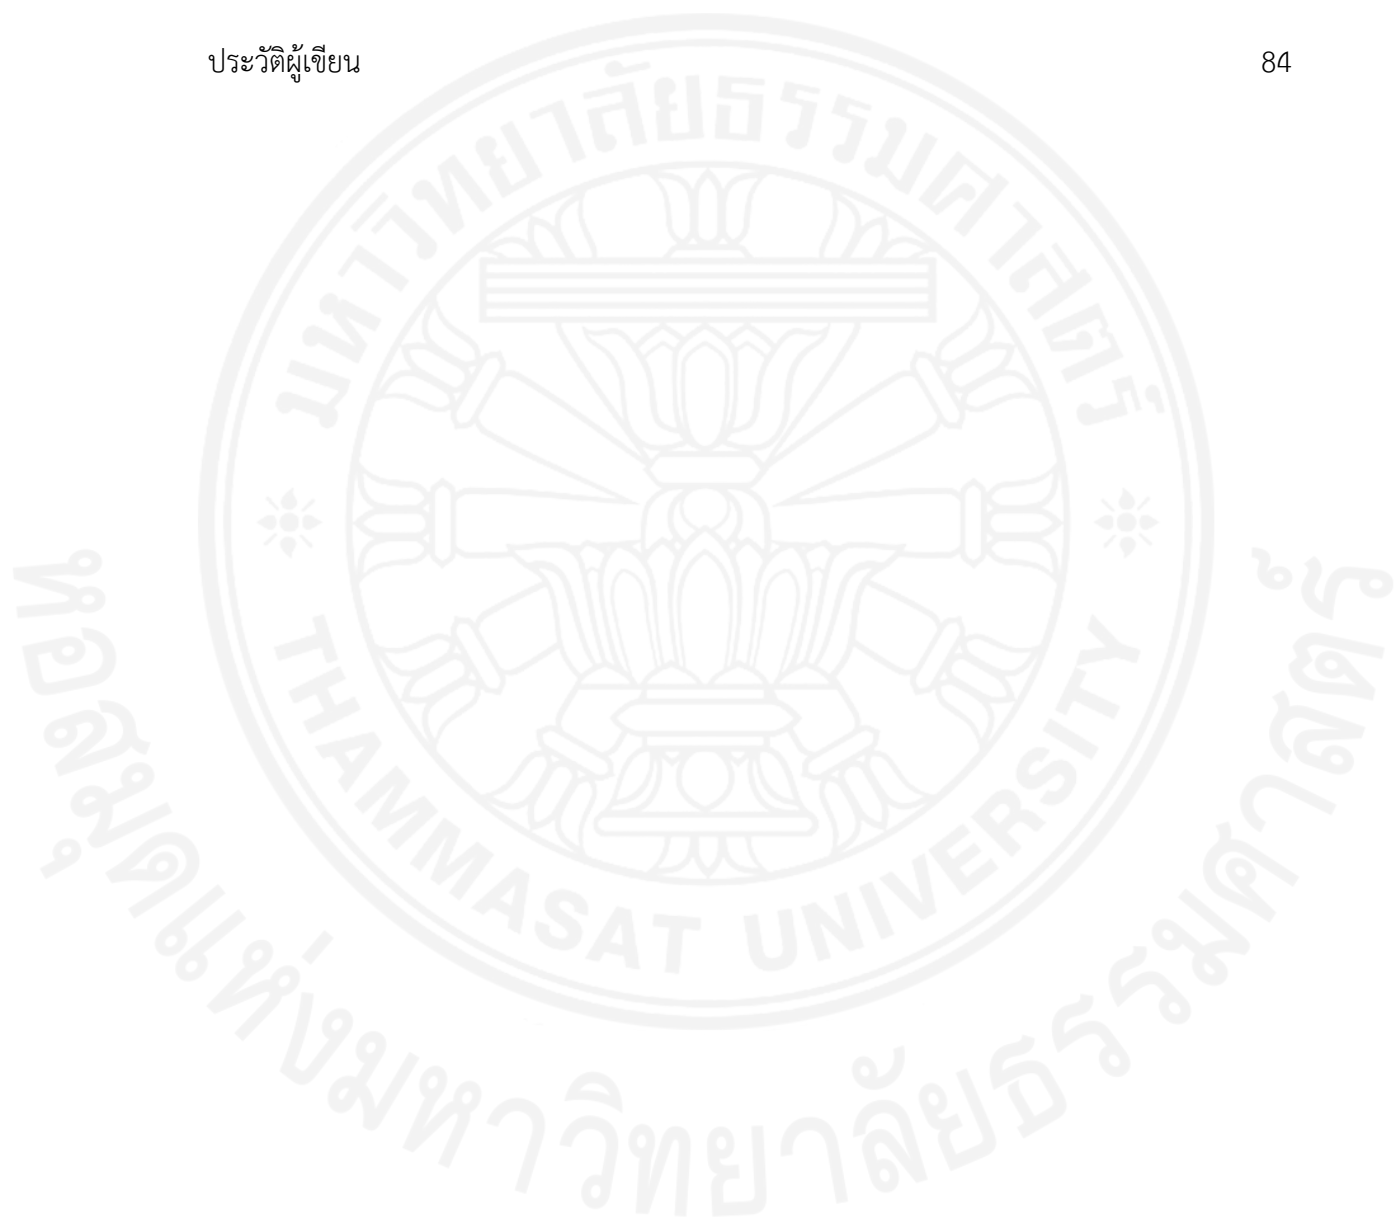 ประวัติผู้เขียน 84
มหาวิทยาลัยธรรมศาสตร์
THAMMASAT UNIVERSITY
หอสมุดแห่งมหาวิทยาลัยธรรมศาสตร์